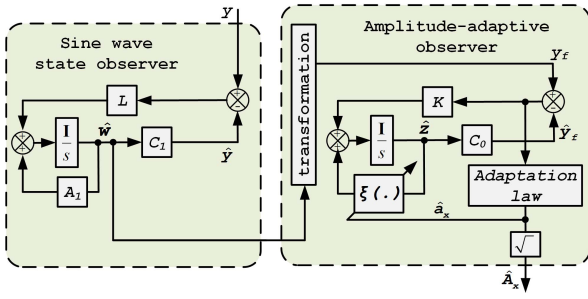 y
Sine wave
state observer
L
I
s
ŵ
C₁
ŷ
A₁
Amplitude-adaptive
observer
transformation
y_f
K
I
s
ẑ
C₀
ŷ_f
ξ(.)
Adaptation
law
â_x
√
Â_x